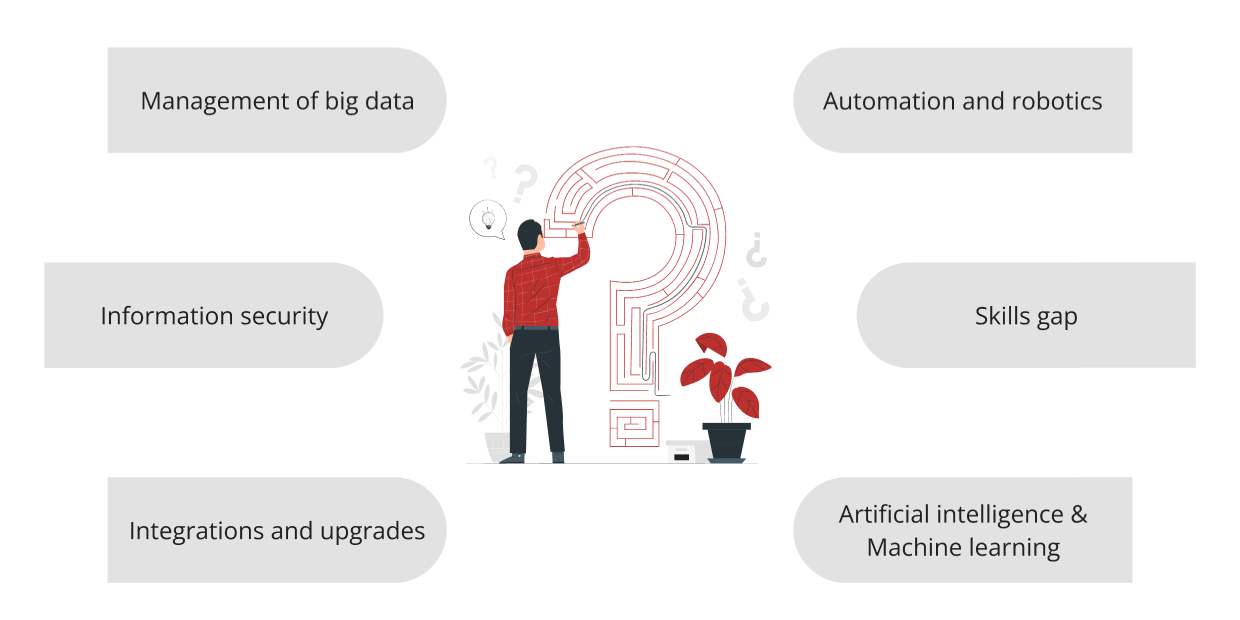 Management of big data
Automation and robotics
Information security
Skills gap
Integrations and upgrades
Artificial intelligence &
Machine learning